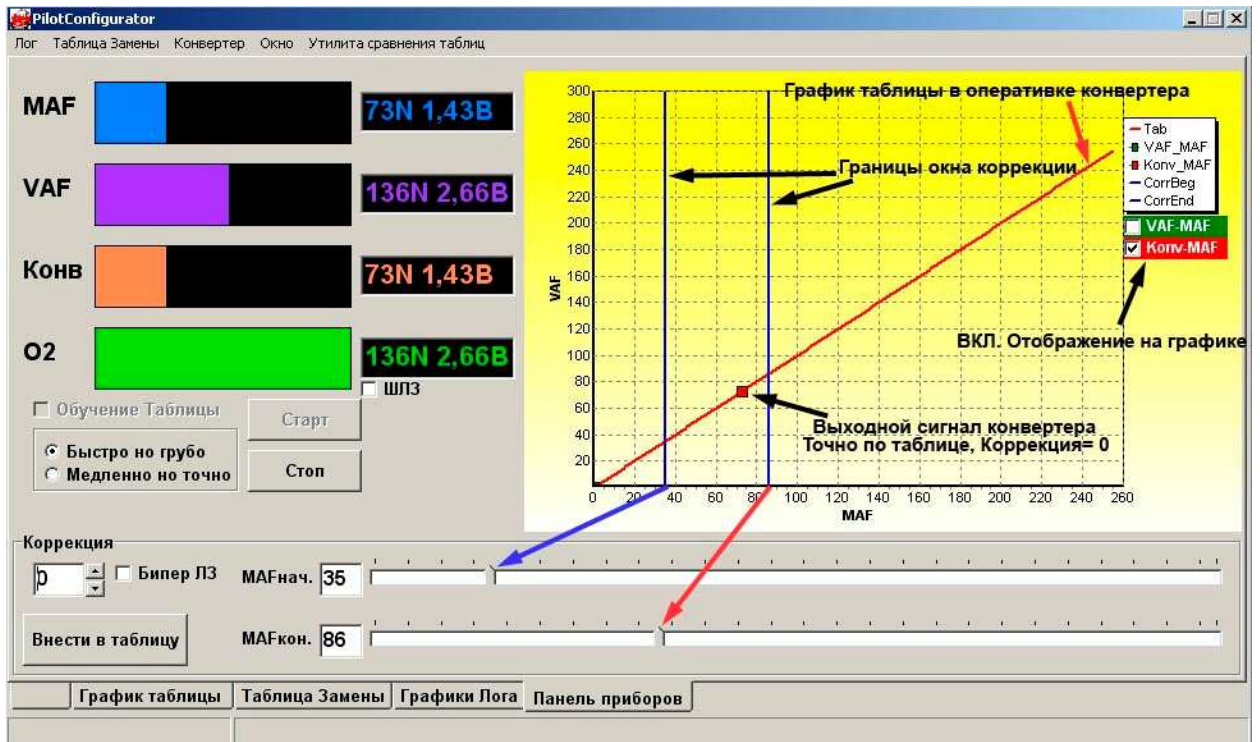 PilotConfigurator
Лог Таблица Замены Конвертер Окно Утилита сравнения таблиц
MAF
73N 1,43В
VAF
136N 2,66В
Конв
73N 1,43В
O2
136N 2,66В
ШЛЗ
Обучение Таблицы
Старт
Быстро но грубо
Медленно но точно
Стоп
График таблицы в оперативке конвертера
Границы окна коррекции
Tab
VAF_MAF
Konv_MAF
CorrBeg
CorrEnd
VAF-MAF
Konv-MAF
ВКЛ. Отображение на графике
Выходной сигнал конвертера
Точно по таблице, Коррекция= 0
300
280
260
240
220
200
180
160
140
120
100
80
60
40
20
VAF
0 20 40 60 80 100 120 140 160 180 200 220 240 260
MAF
Коррекция
0
Бипер ЛЗ
MAFнач. 35
Внести в таблицу
MAFкон. 86
График таблицы Таблица Замены Графики Лога Панель приборов